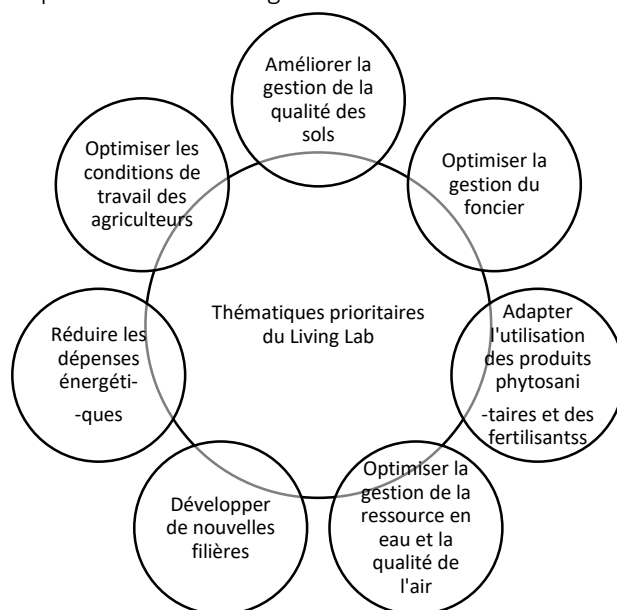 Améliorer la
gestion de la
qualité des
sols
Optimiser la
gestion du
foncier
Adapter
l'utilisation
des produits
phytosani
-taires et des
fertilisantss
Optimiser la
gestion de la
ressource en
eau et la
qualité de
l'air
Développer
de nouvelles
filières
Réduire les
dépenses
énergéti-
-ques
Optimiser les
conditions de
travail des
agriculteurs
Thématiques prioritaires
du Living Lab